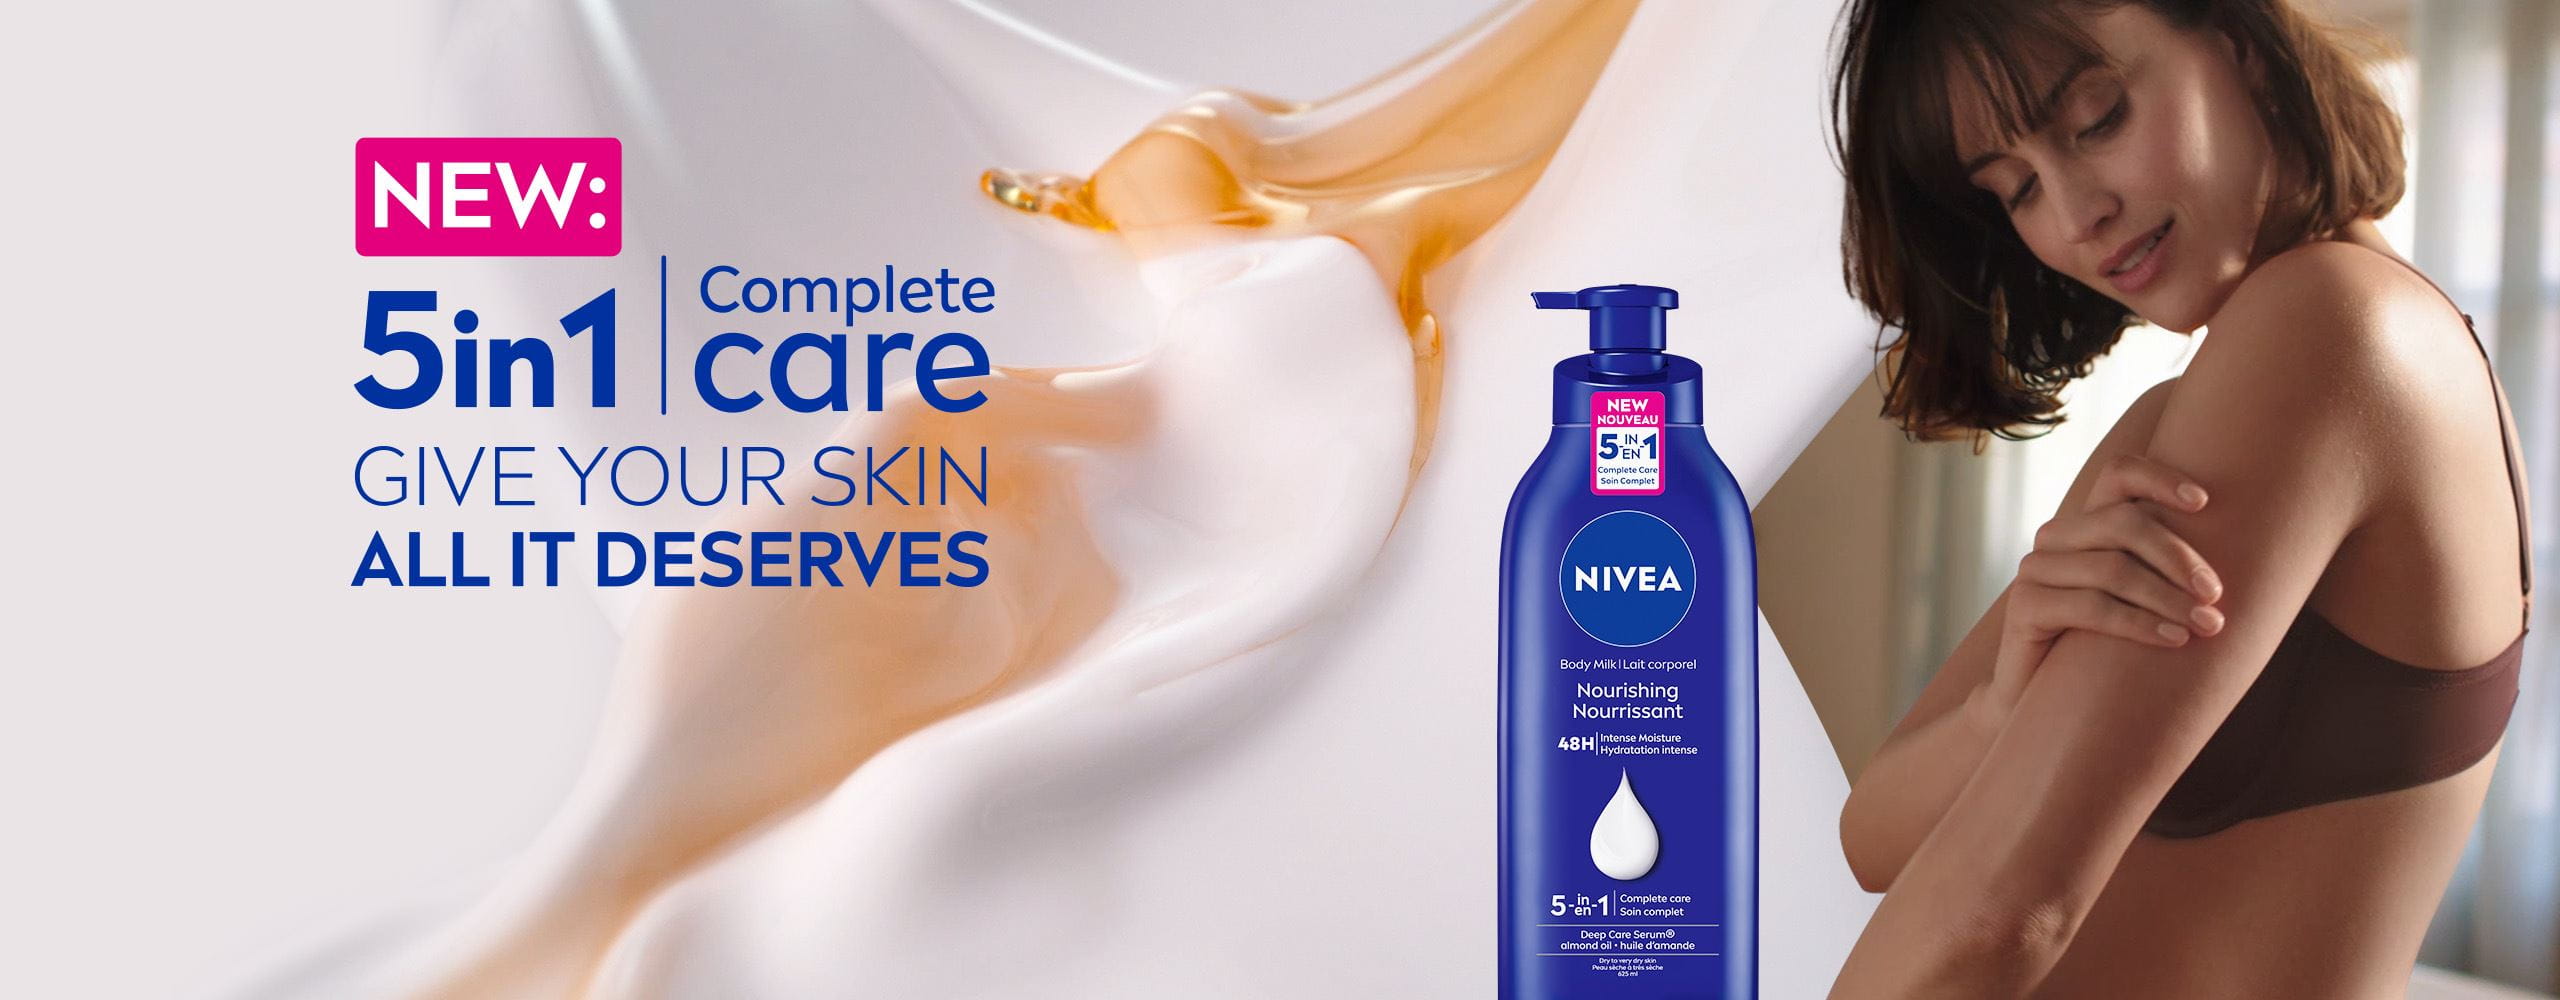 NEW:
5in1 | Complete care
GIVE YOUR SKIN
ALL IT DESERVES
NEW
NOUVEAU
5-IN-1
EN
Complete Care
Soin Complet
NIVEA
Body Milk | Lait corporel
Nourishing
Nourrissant
48H | Intense Moisture
Hydratation intense
5-in-1 | Complete care
en Soin complet
Deep Care Serum®
almond oil • huile d'amande
Dry to very dry skin
Peau sèche à très sèche
625 ml